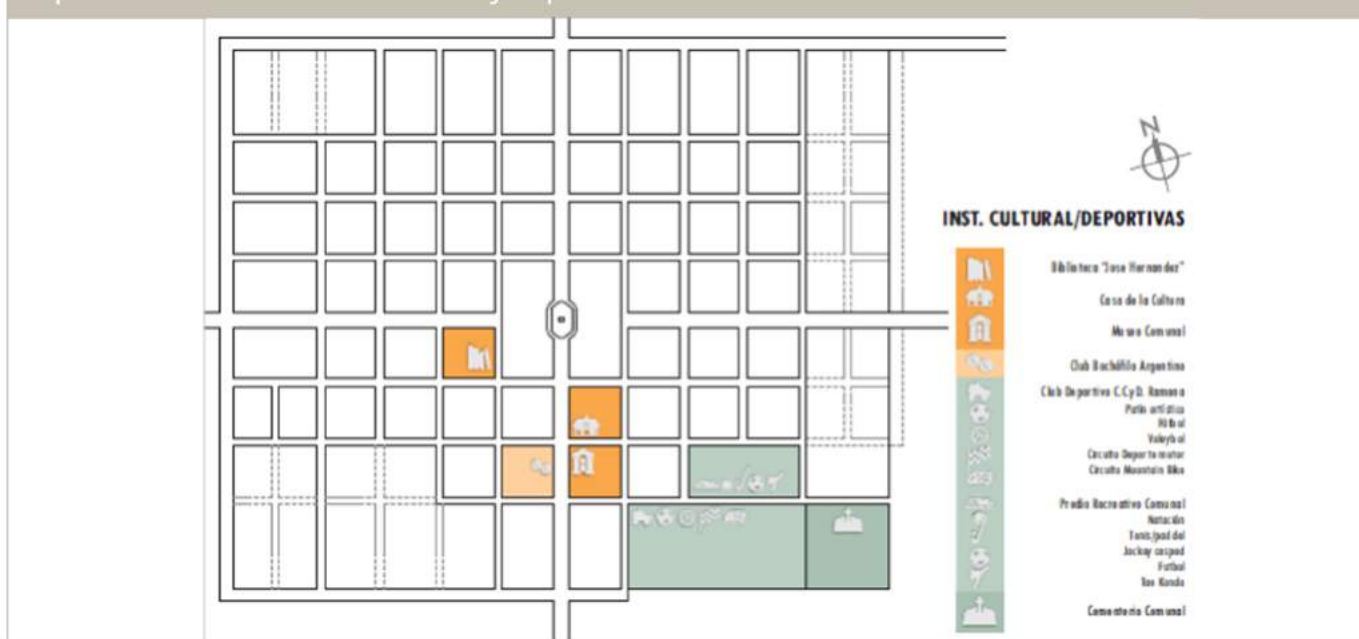 N
INST. CULTURAL/DEPORTIVAS
Biblioteca "Jose Hernandez"
Casa de la Cultura
Museo Comunal
Club Bochófilo Argentino
Club Deportivo C.C.y D. Ramona
Patín artístico
Fútbol
Voleybol
Circuito Deporte motor
Circuito Mountain Bike
Predio Recreativo Comunal
Natación
Tenis/paddel
Jockey cesped
Futbol
Tae Kondo
Cementerio Comunal